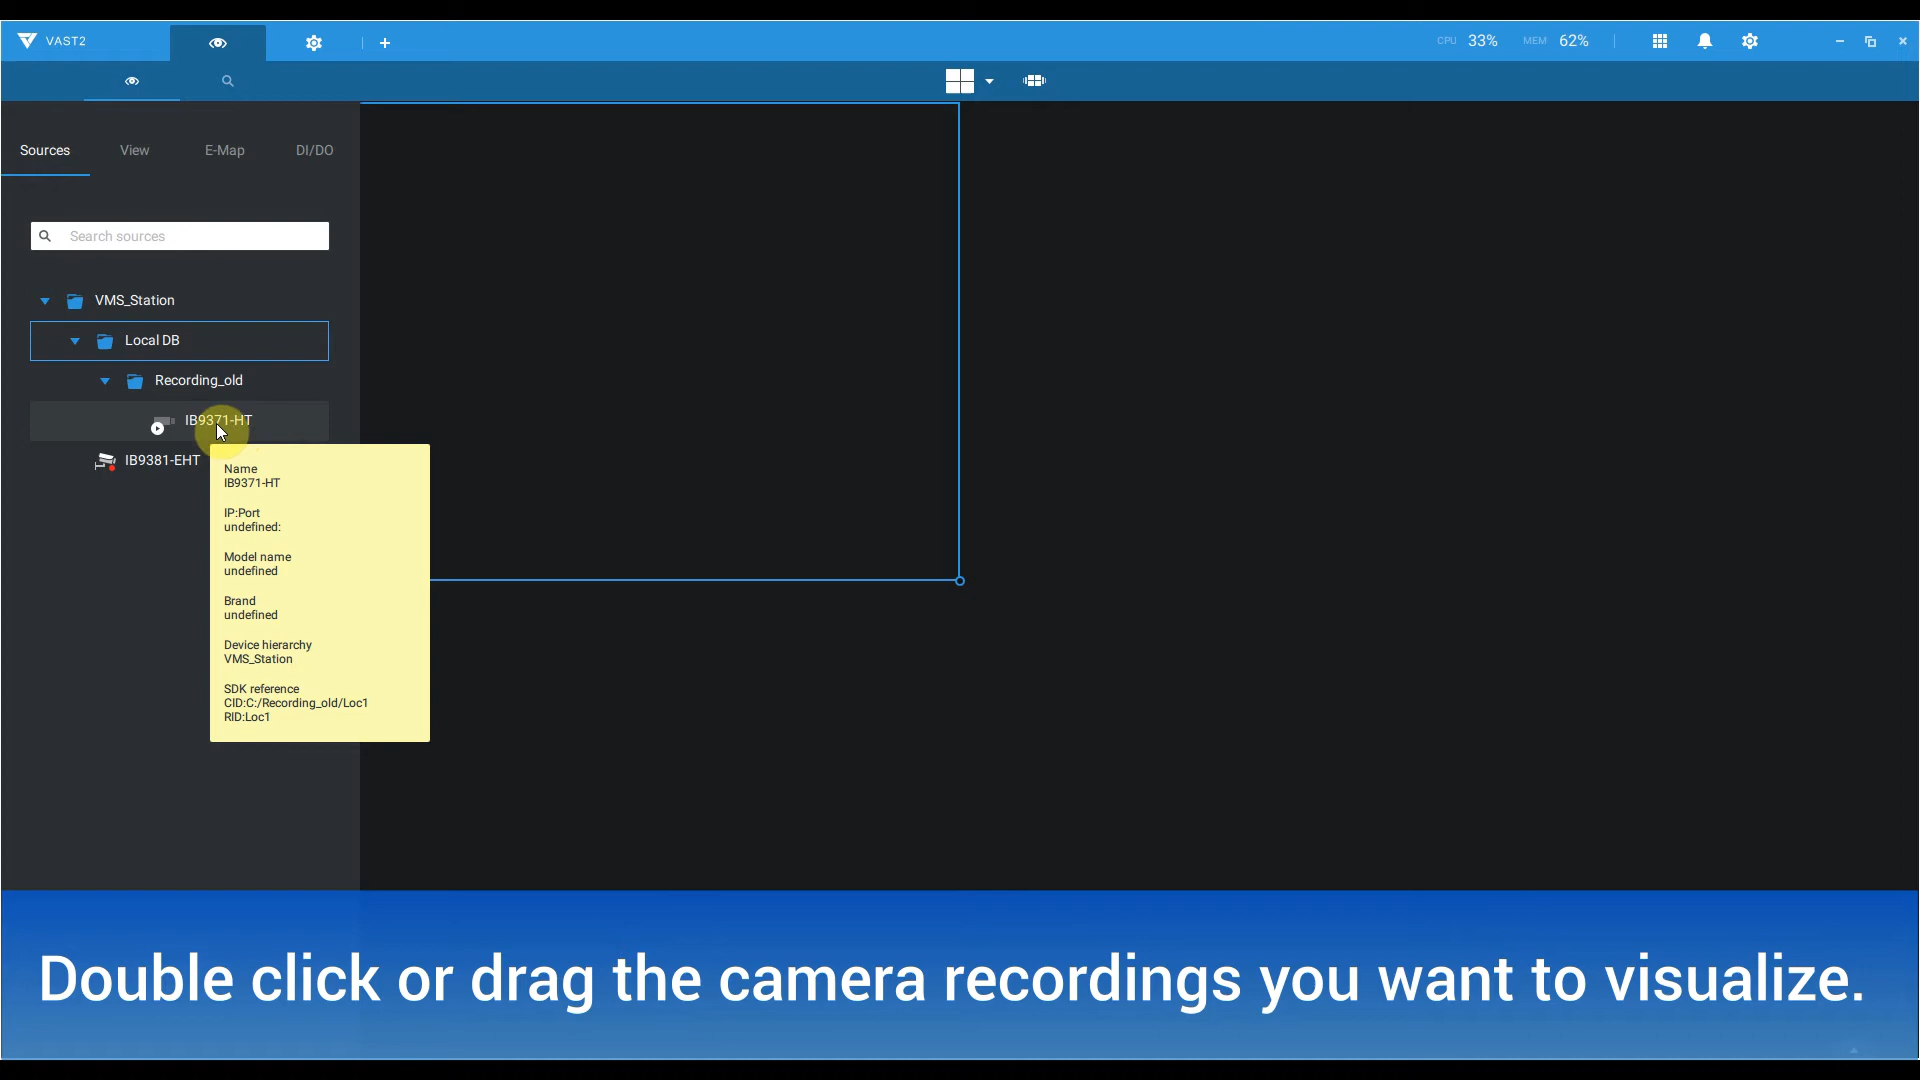 VAST2
CPU 33% MEM 62%
Sources View E-Map DI/DO
Search sources
VMS_Station
Local DB
Recording_old
IB9371-HT
IB9381-EHT
Name
IB9371-HT
IP:Port
undefined:
Model name
undefined
Brand
undefined
Device hierarchy
VMS_Station
SDK reference
CID:C:/Recording_old/Loc1
RID:Loc1
Double click or drag the camera recordings you want to visualize.